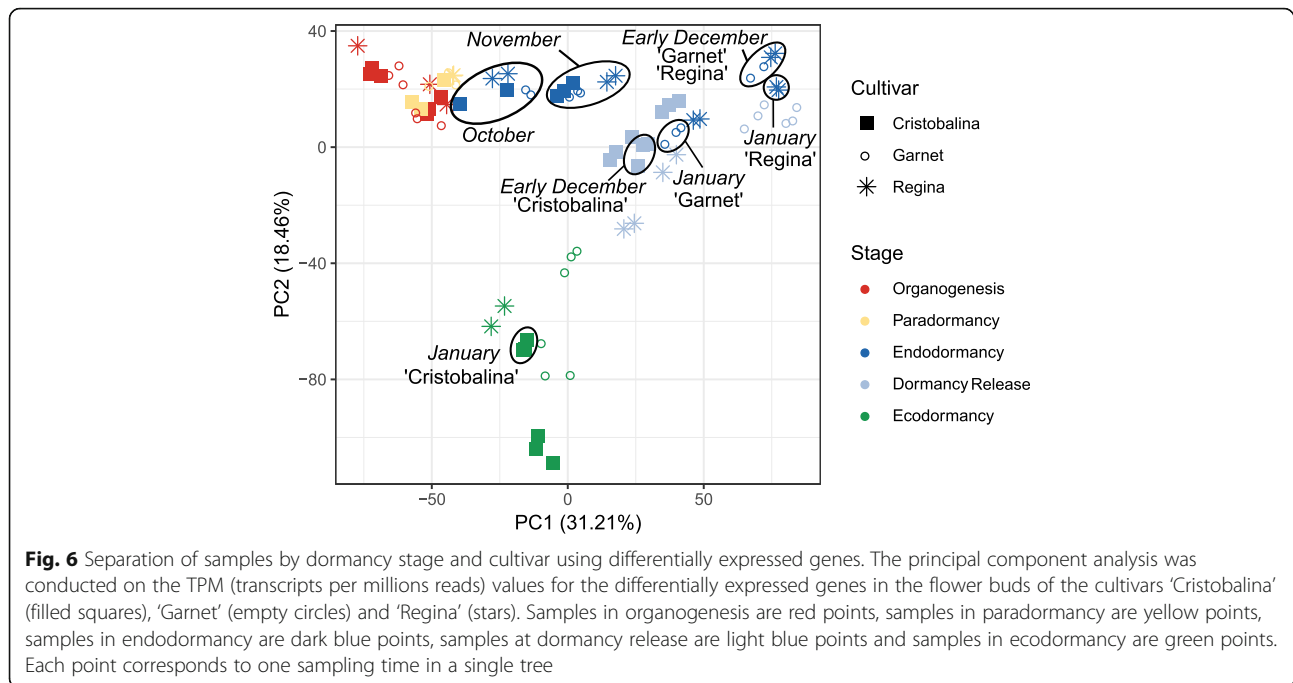 40
0
−40
−80
−50
0
50
PC2 (18.46%)
PC1 (31.21%)
November
October
Early December
'Garnet'
'Regina'
January
'Regina'
Early December
'Cristobalina'
January
'Garnet'
January
'Cristobalina'
Cultivar
Cristobalina
Garnet
Regina
Stage
Organogenesis
Paradormancy
Endodormancy
Dormancy Release
Ecodormancy
Fig. 6 Separation of samples by dormancy stage and cultivar using differentially expressed genes. The principal component analysis was
conducted on the TPM (transcripts per millions reads) values for the differentially expressed genes in the flower buds of the cultivars ‘Cristobalina’
(filled squares), ‘Garnet’ (empty circles) and ‘Regina’ (stars). Samples in organogenesis are red points, samples in paradormancy are yellow points,
samples in endodormancy are dark blue points, samples at dormancy release are light blue points and samples in ecodormancy are green points.
Each point corresponds to one sampling time in a single tree